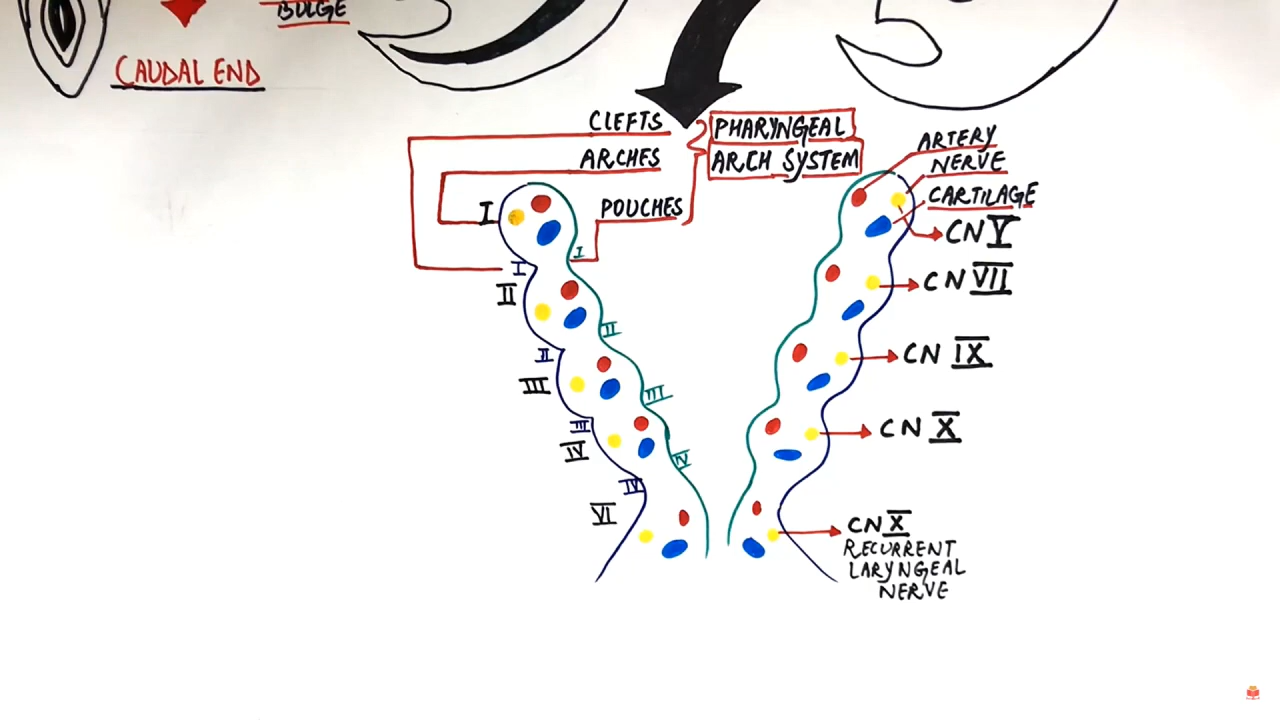 BULGE
CAUDAL END
CLEFTS
ARCHES
POUCHES
PHARYNGEAL
ARCH SYSTEM
ARTERY
NERVE
CARTILAGE
I
I
I
II
II
II
III
III
III
IV
IV
IV
VI
CN V
CN VII
CN IX
CN X
CN X
RECURRENT
LARYNGEAL
NERVE